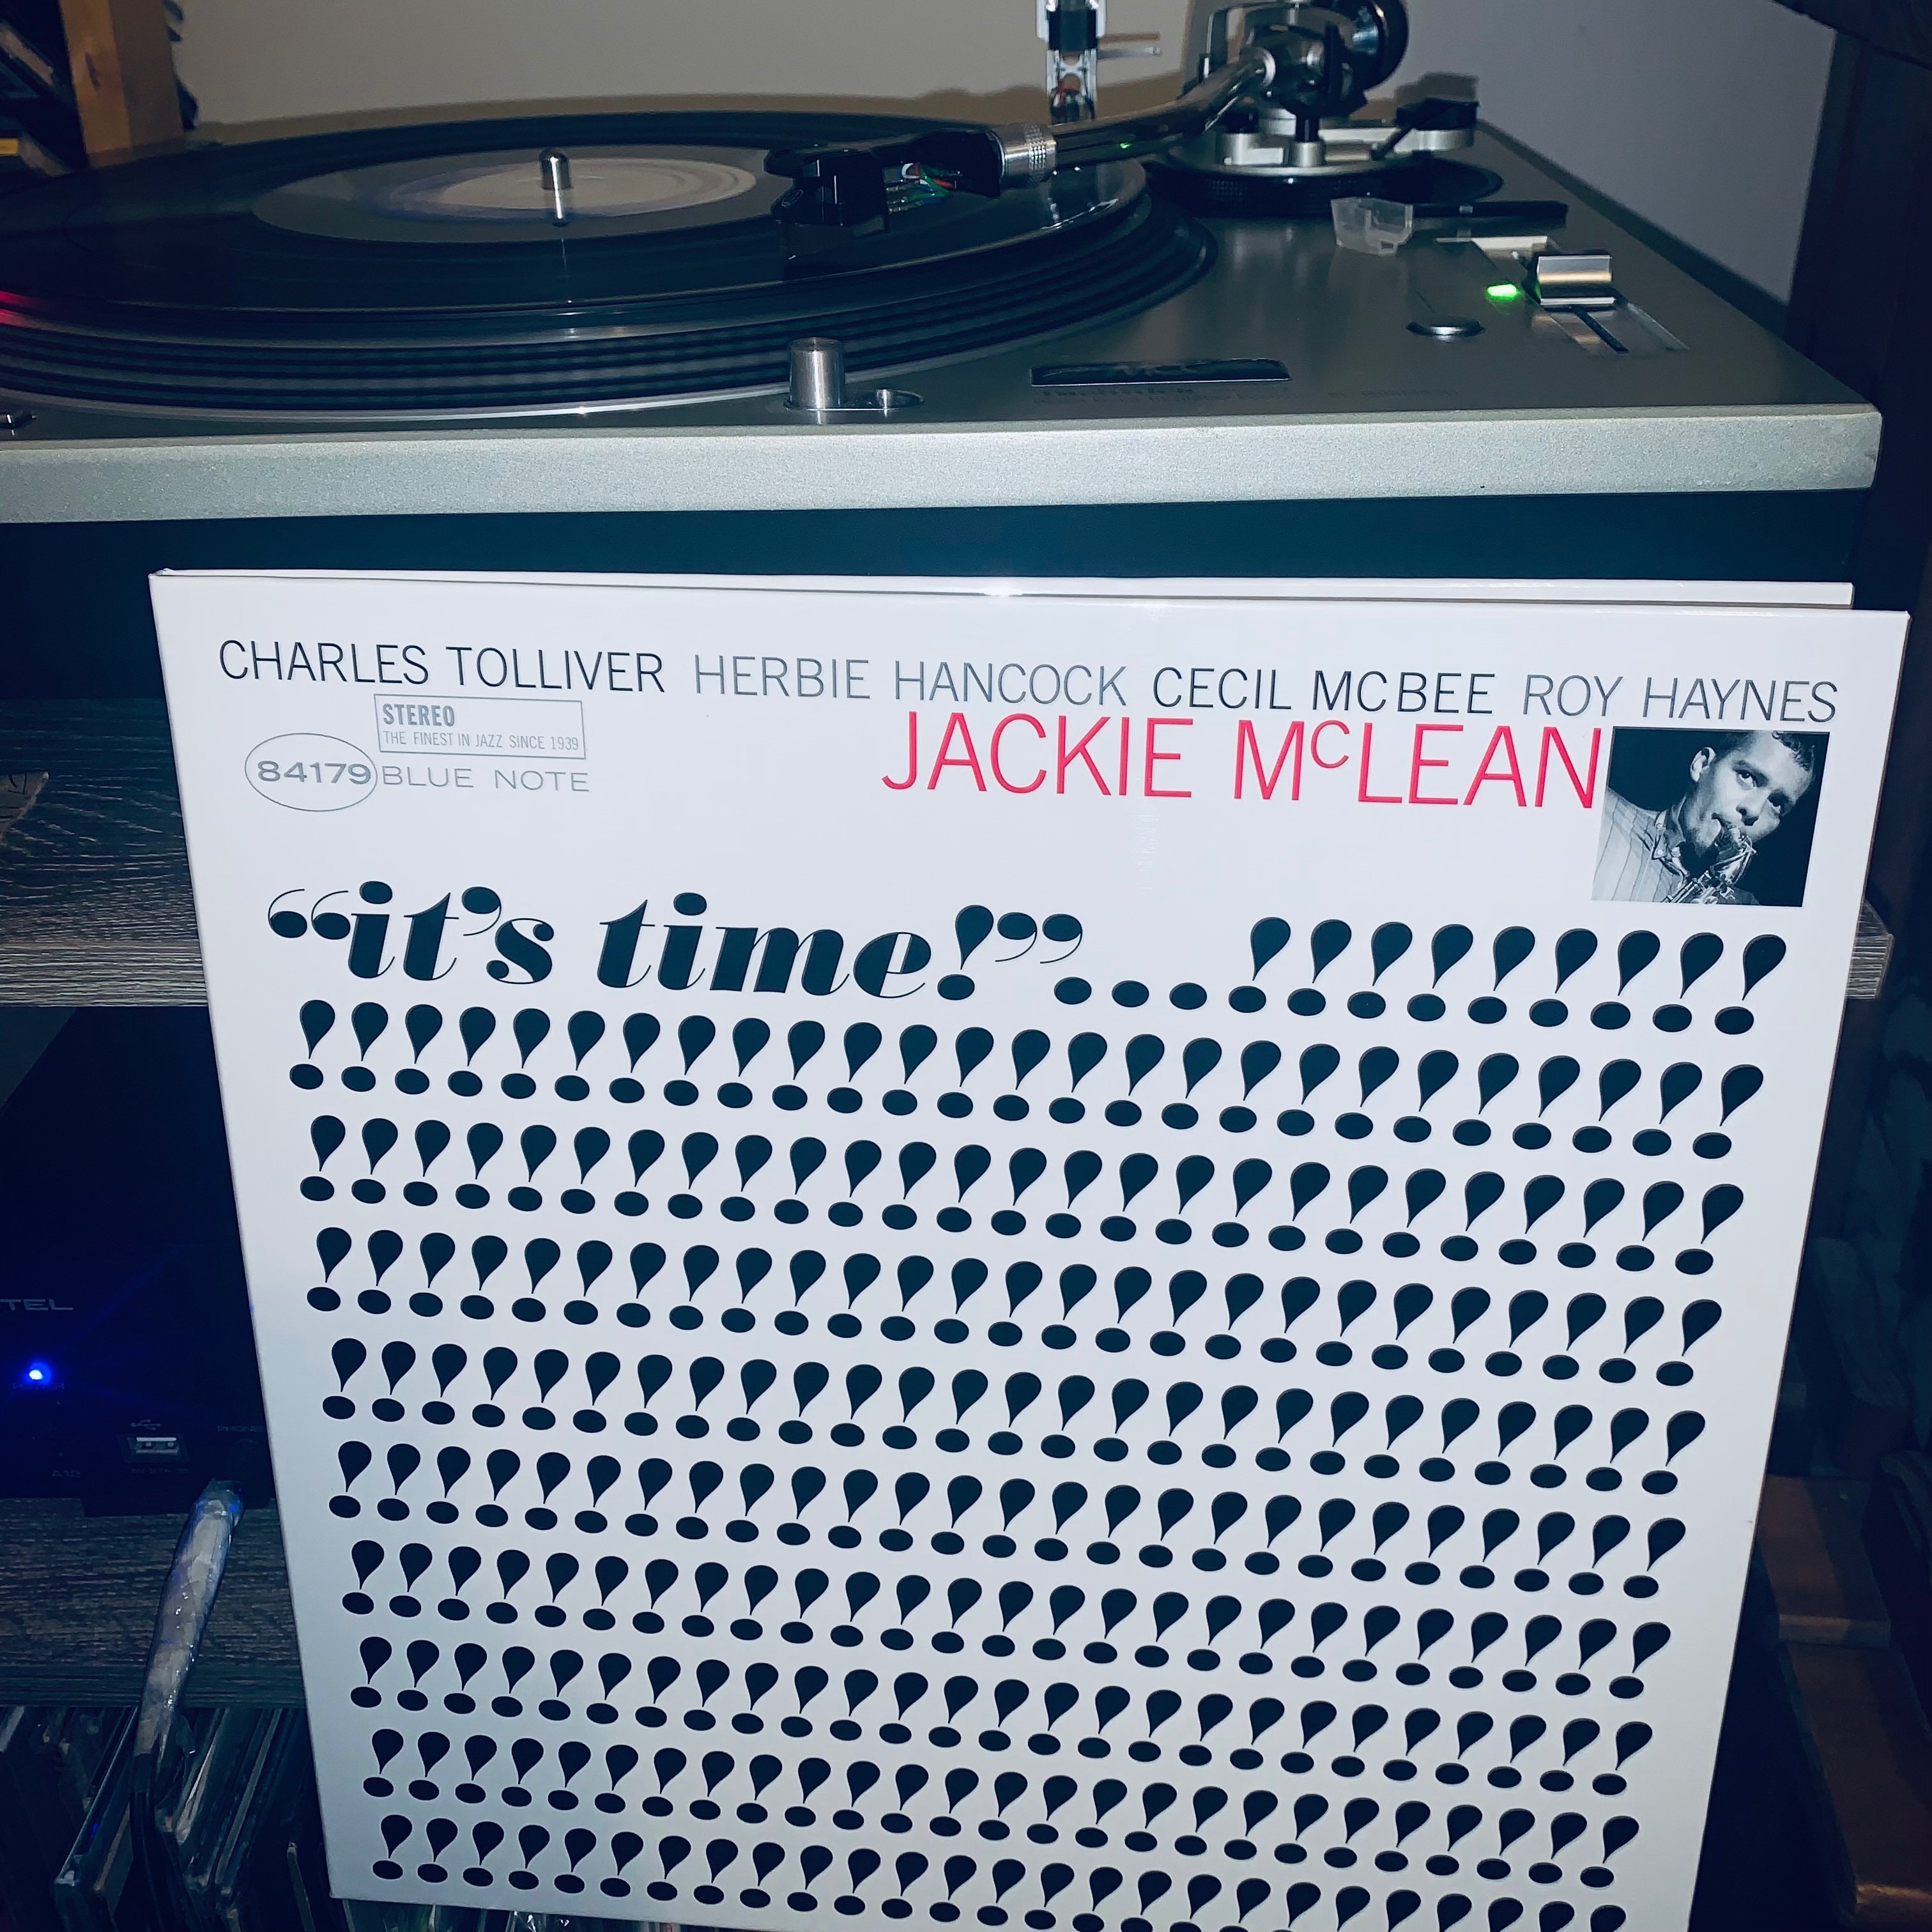 CHARLES TOLLIVER HERBIE HANCOCK CECIL MCBEE ROY HAYNES
STEREO
THE FINEST IN JAZZ SINCE 1939
84179 BLUE NOTE
JACKIE McLEAN
“it’s time!”...!!!!!!!!!
!!!!!!!!!!!!!!!!!!!!!!!!!!
!!!!!!!!!!!!!!!!!!!!!!!!!!
!!!!!!!!!!!!!!!!!!!!!!!!!!
!!!!!!!!!!!!!!!!!!!!!!!!!!
!!!!!!!!!!!!!!!!!!!!!!!!!!
!!!!!!!!!!!!!!!!!!!!!!!!!!
!!!!!!!!!!!!!!!!!!!!!!!!!!
!!!!!!!!!!!!!!!!!!!!!!!!!!
!!!!!!!!!!!!!!!!!!!!!!!!!!
TEL